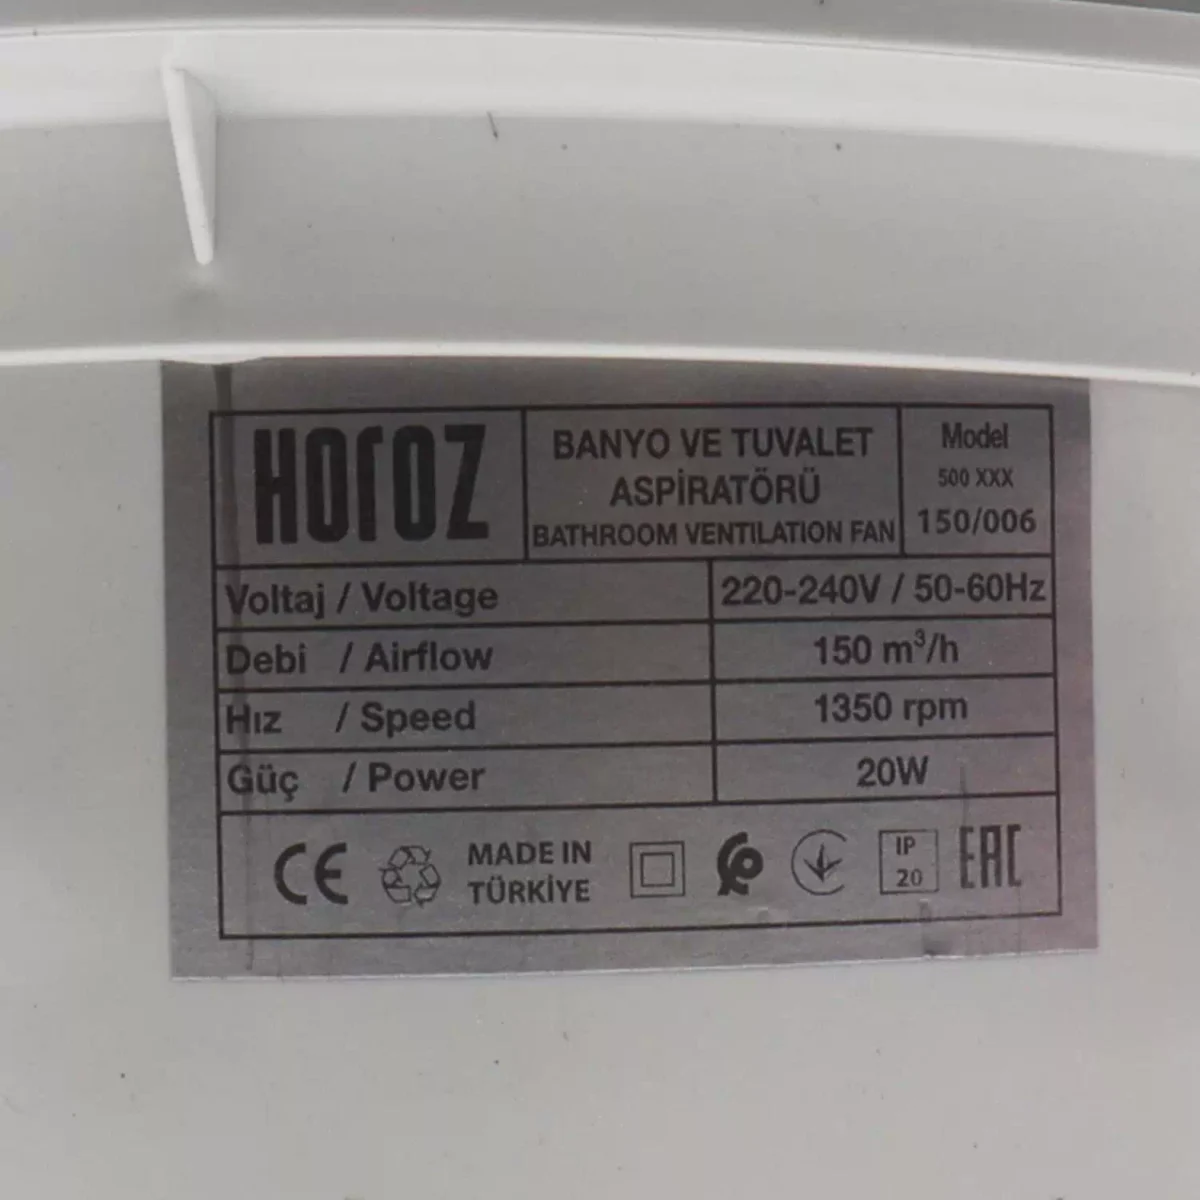 HOROZ
BANYO VE TUVALET
ASPİRATÖRÜ
BATHROOM VENTILATION FAN
Model
500 XXX
150/006
Voltaj / Voltage 220-240V / 50-60Hz
Debi / Airflow 150 m³/h
Hız / Speed 1350 rpm
Güç / Power 20W
CE
MADE IN
TÜRKİYE
IP
20
EAC